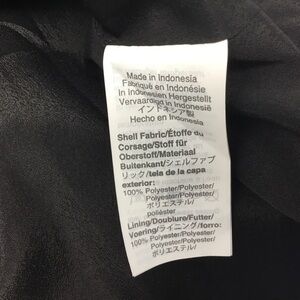 Made in Indonesia
Fabriqué en Indonésie
In Indonesien Hergestellt
Vervaardigd in Indonesië
インドネシア製
Hecho en Indonesia
Shell Fabric/Étoffe du
Corsage/Stoff für
Oberstoff/Materiaal
Buitenkant/シェルファブ
リック/tela de la capa
exterior:
100% Polyester/Polyester/
Polyester/Polyester/
ポリエステル/
poliéster
Lining/Doublure/Futter/
Voering/ライニング/forro:
100% Polyester/Polyester/
Polyester/Polyester/
ポリエステル/